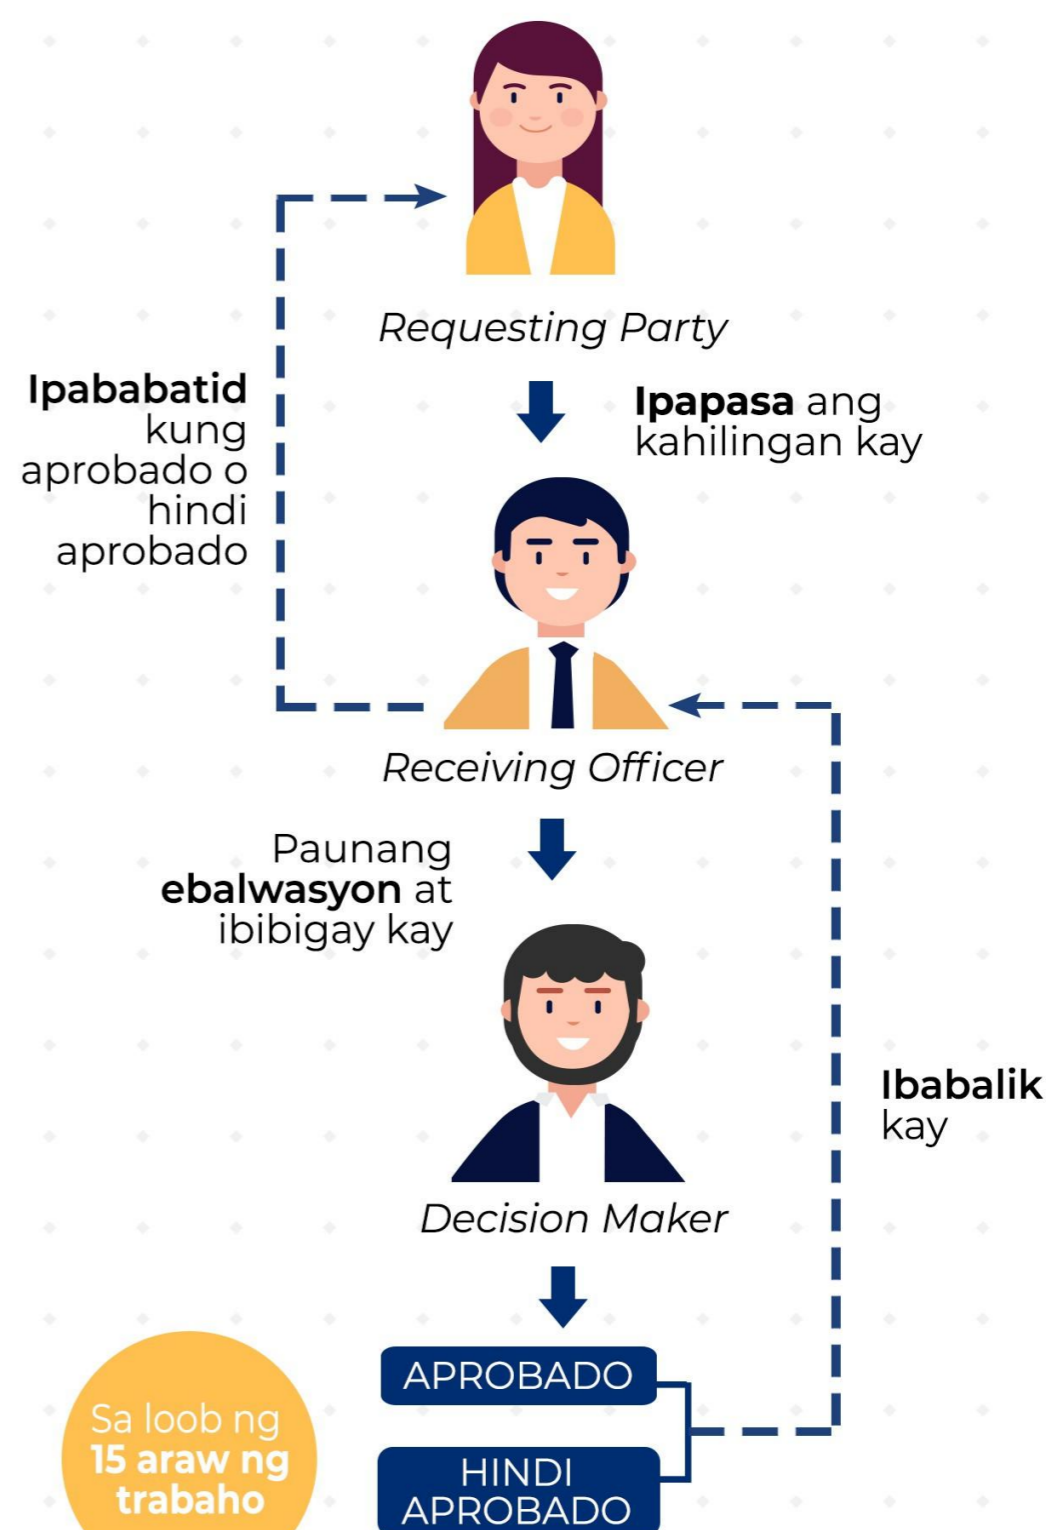 Requesting Party
Ipababatid
kung
aprobado o
hindi
aprobado
Ipapasa ang
kahilingan kay
Receiving Officer
Paunang
ebalwasyon at
ibibigay kay
Decision Maker
Ibabalik
kay
APROBADO
HINDI
APROBADO
Sa loob ng
15 araw ng
trabaho